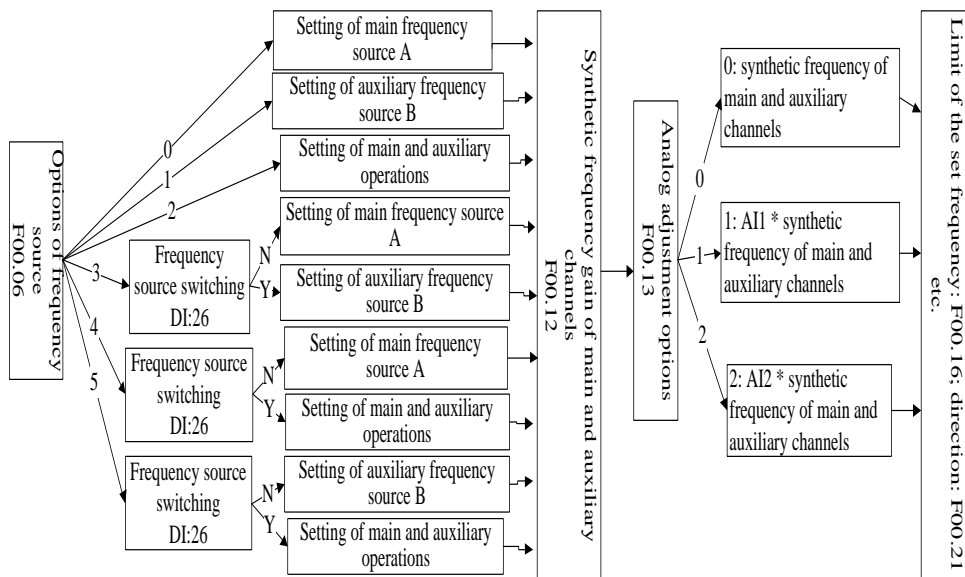 Options of frequency
source
F00.06
0
1
2
3
4
5
Setting of main frequency
source A
Setting of auxiliary frequency
source B
Setting of main and auxiliary
operations
Frequency
source switching
DI:26
N
Y
Setting of main frequency source
A
Setting of auxiliary frequency
source B
Frequency source
switching
DI:26
N
Y
Setting of main frequency
source A
Setting of main and auxiliary
operations
Frequency source
switching
DI:26
N
Y
Setting of auxiliary frequency
source B
Setting of main and auxiliary
operations
Synthetic frequency gain of main and auxiliary
channels
F00.12
Analog adjustment options
F00.13
0
1
2
0: synthetic frequency of
main and auxiliary
channels
1: AI1 * synthetic
frequency of main and
auxiliary channels
2: AI2 * synthetic
frequency of main and
auxiliary channels
Limit of the set frequency: F00.16; direction: F00.21
etc.